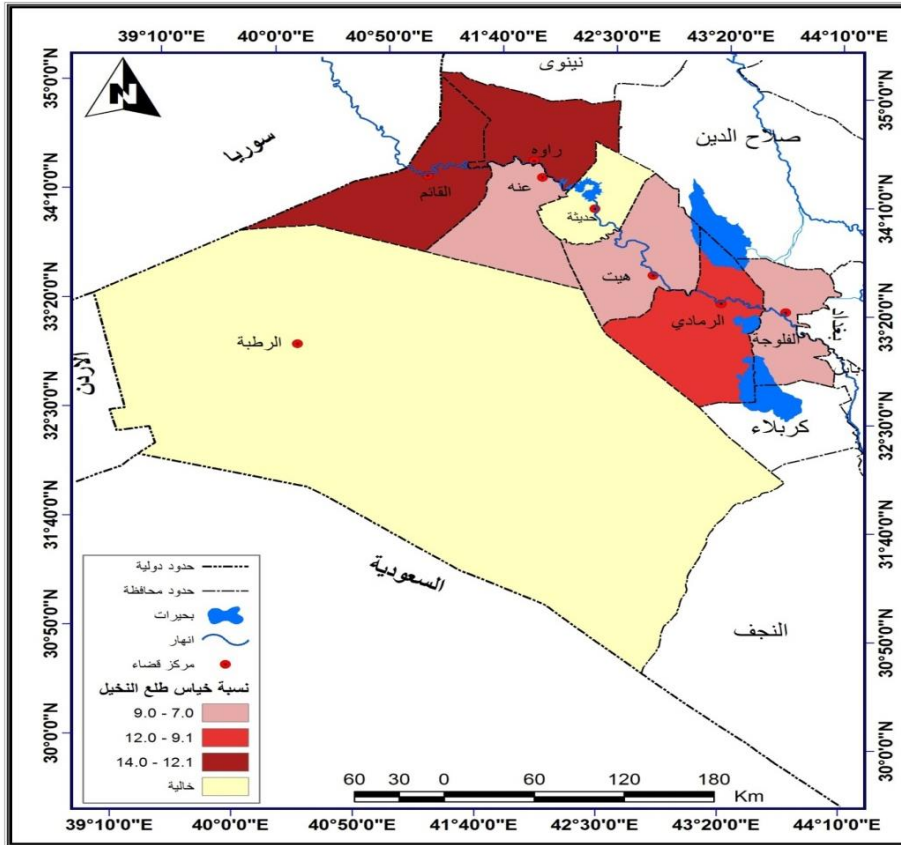 39°10'0"E 40°0'0"E 40°50'0"E 41°40'0"E 42°30'0"E 43°20'0"E 44°10'0"E
N
نينوى
صلاح الدين
سوريا
راوه
القائم
عنه
حديثة
هيت
الرمادي
الفلوجة
بغداد
بابل
الرطبة
الاردن
كربلاء
السعودية
النجف
35°0'0"N
34°10'0"N
33°20'0"N
32°30'0"N
31°40'0"N
30°50'0"N
30°0'0"N
35°0'0"N
34°10'0"N
33°20'0"N
32°30'0"N
31°40'0"N
30°50'0"N
30°0'0"N
حدود دولية
حدود محافظة
بحيرات
انهار
مركز قضاء
نسبة خياس طلع النخيل
9.0 - 7.0
12.0 - 9.1
14.0 - 12.1
خالية
60 30 0 60 120 180
Km
39°10'0"E 40°0'0"E 40°50'0"E 41°40'0"E 42°30'0"E 43°20'0"E 44°10'0"E